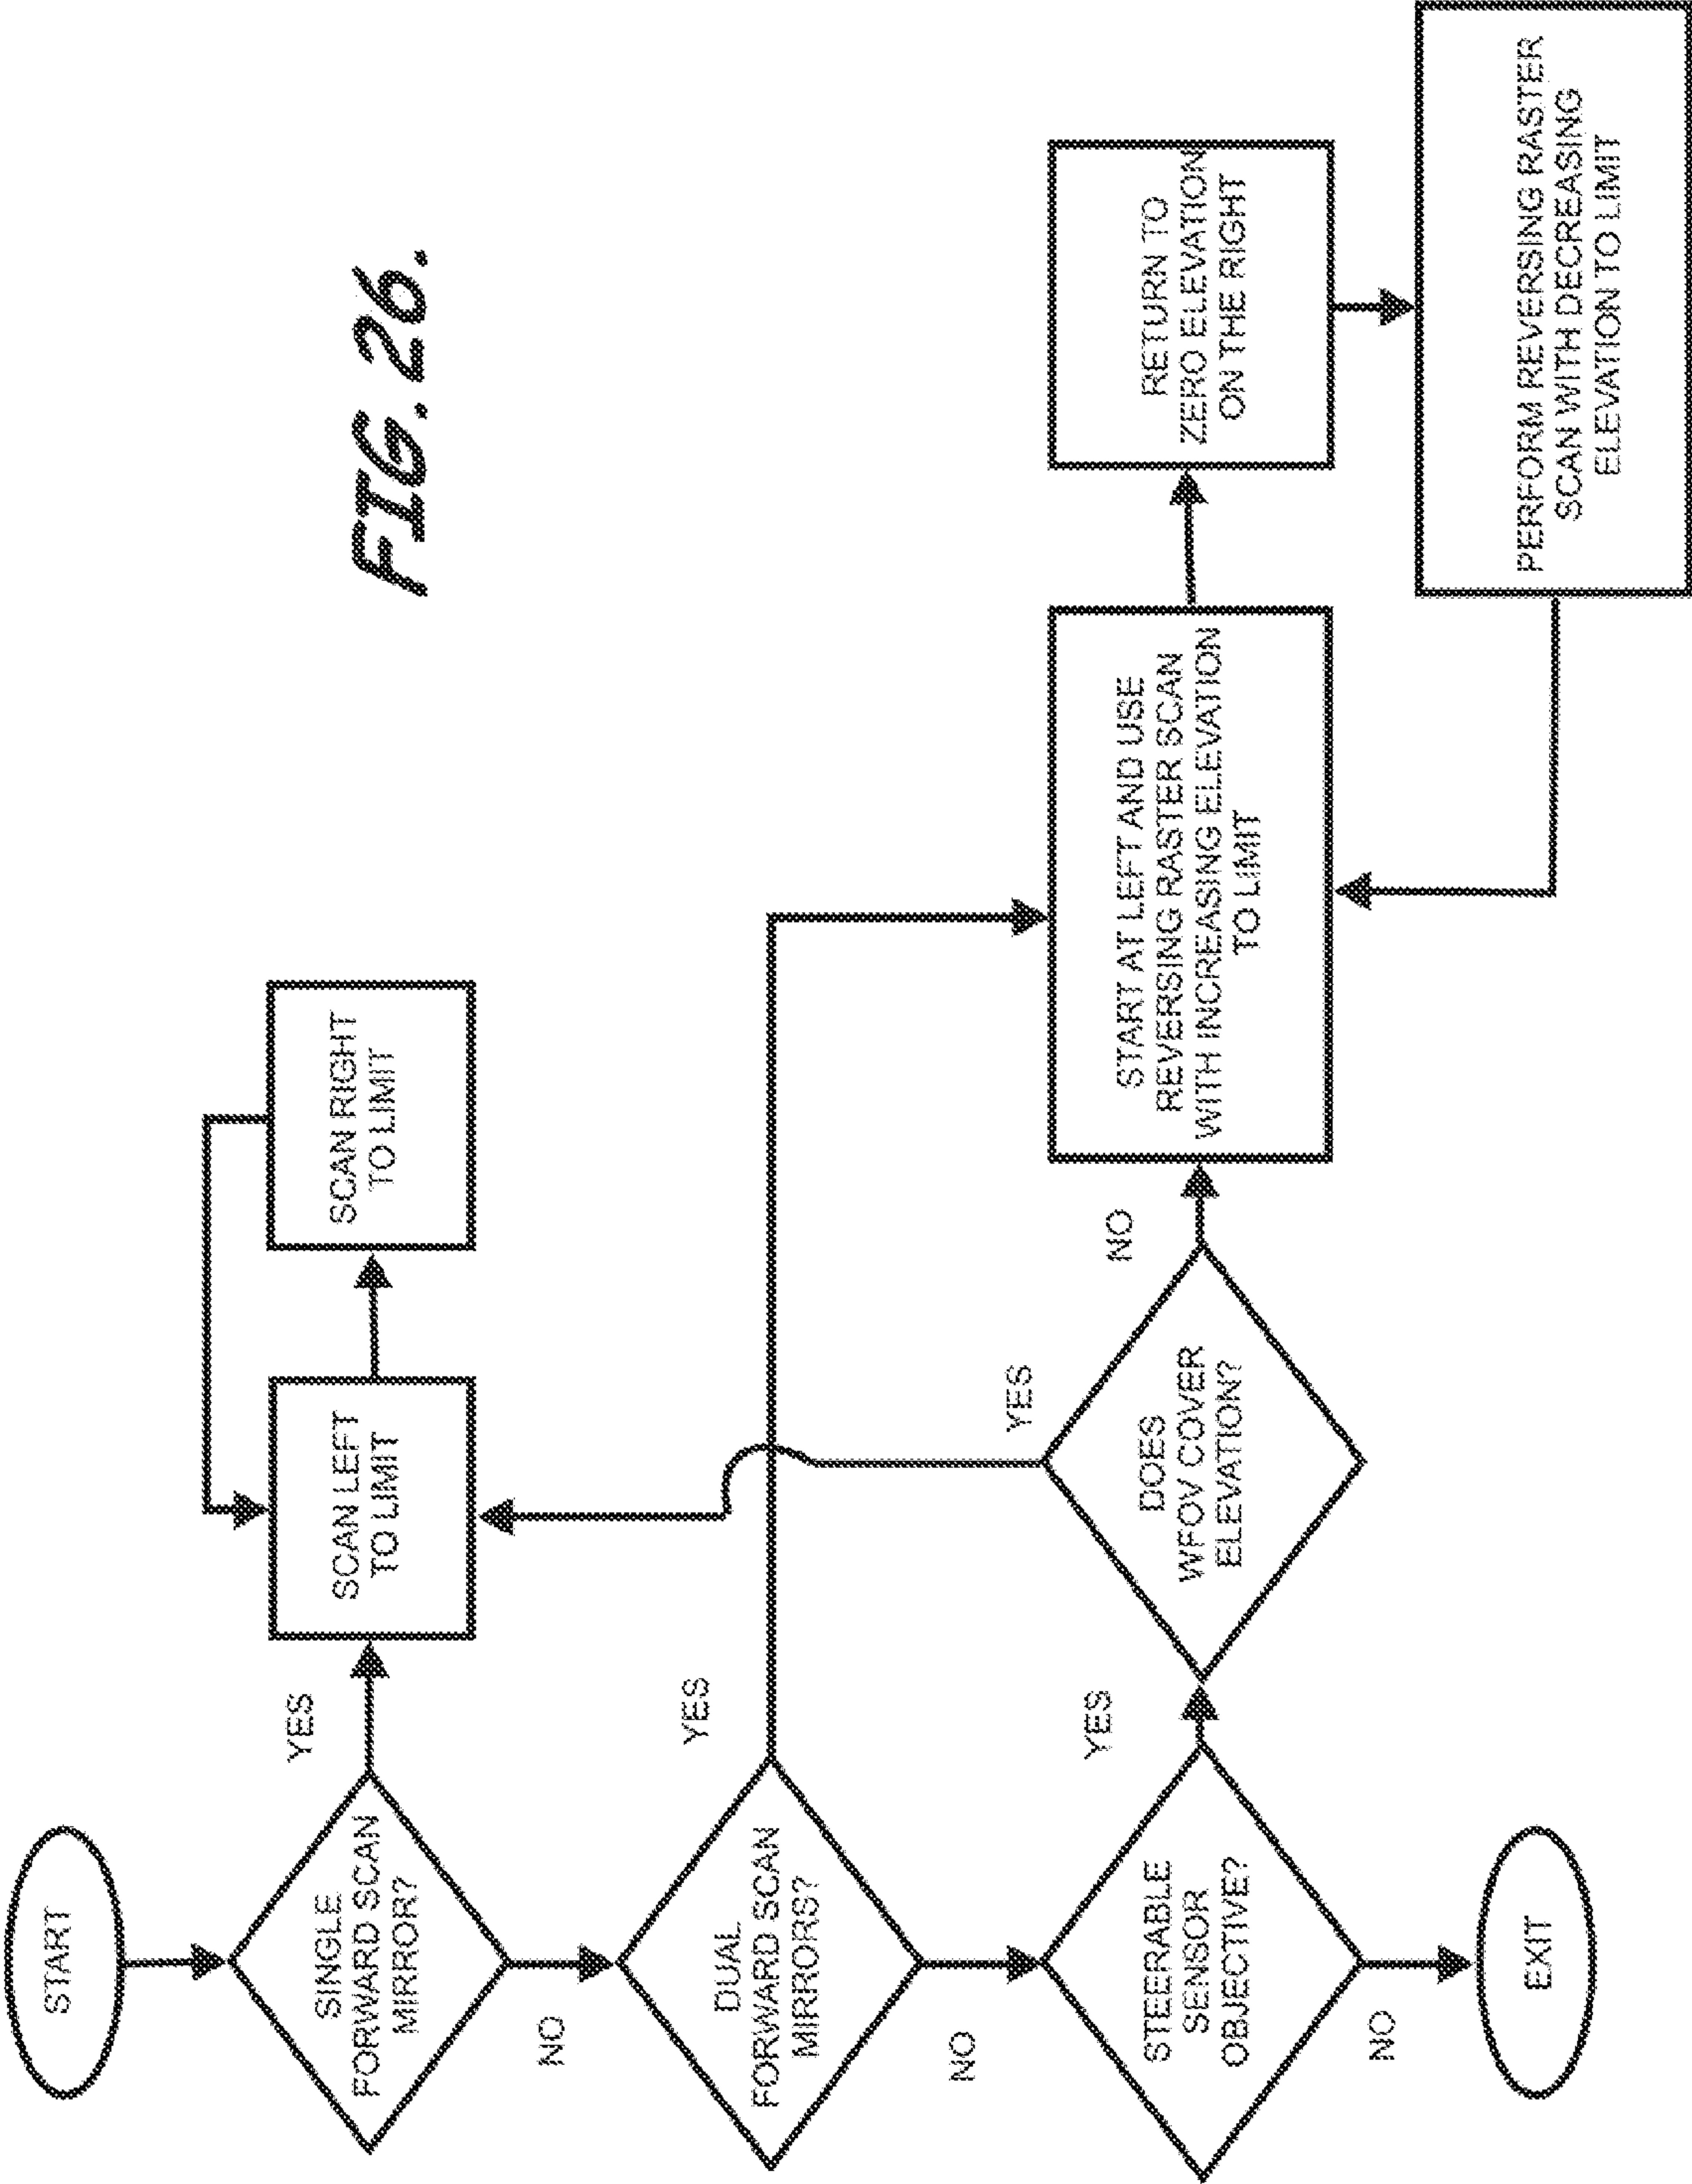 FIG. 26.
START
SINGLE
FORWARD SCAN
MIRROR?
YES
SCAN LEFT
TO LIMIT
SCAN RIGHT
TO LIMIT
NO
DUAL
FORWARD SCAN
MIRRORS?
YES
NO
STEERABLE
SENSOR
OBJECTIVE?
YES
DOES
WFOV COVER
ELEVATION?
YES
NO
START AT LEFT AND USE
REVERSING RASTER SCAN
WITH INCREASING ELEVATION
TO LIMIT
RETURN TO
ZERO ELEVATION
ON THE RIGHT
PERFORM REVERSING RASTER
SCAN WITH DECREASING
ELEVATION TO LIMIT
NO
EXIT